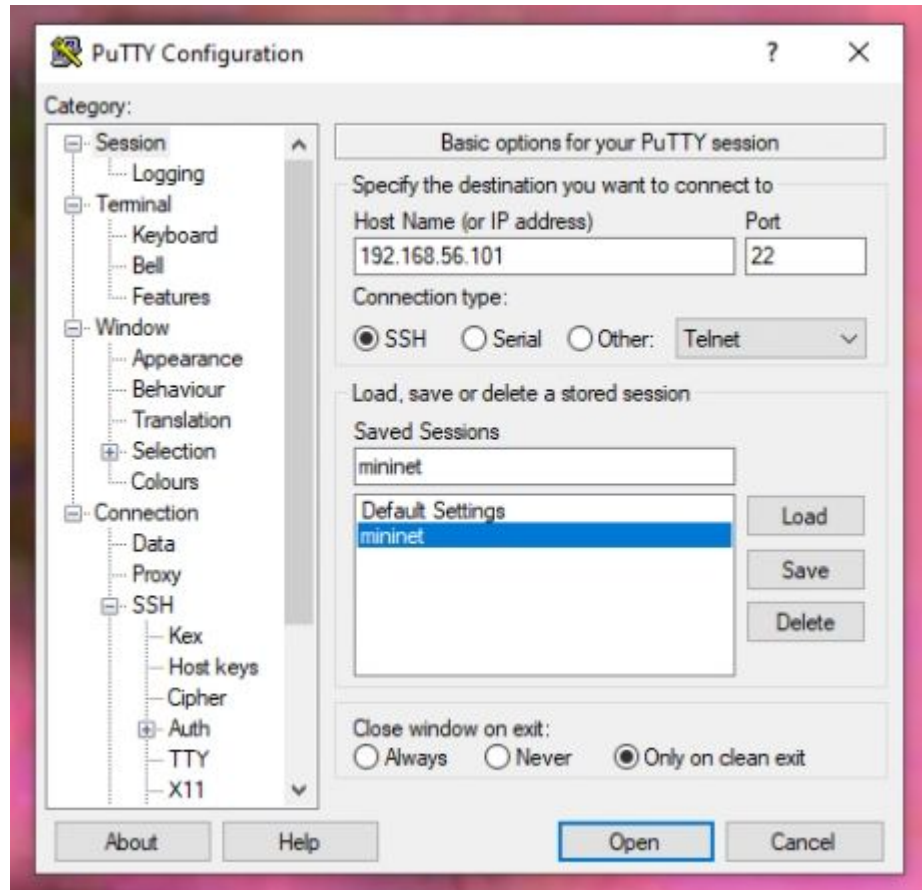 PuTTY Configuration ?
Category:
Session
Logging
Terminal
Keyboard
Bell
Features
Window
Appearance
Behaviour
Translation
Selection
Colours
Connection
Data
Proxy
SSH
Kex
Host keys
Cipher
Auth
TTY
X11
Basic options for your PuTTY session
Specify the destination you want to connect to
Host Name (or IP address) Port
192.168.56.101 22
Connection type:
SSH Serial Other: Telnet
Load, save or delete a stored session
Saved Sessions
mininet
Default Settings
mininet
Load
Save
Delete
Close window on exit:
Always Never Only on clean exit
About Help Open Cancel